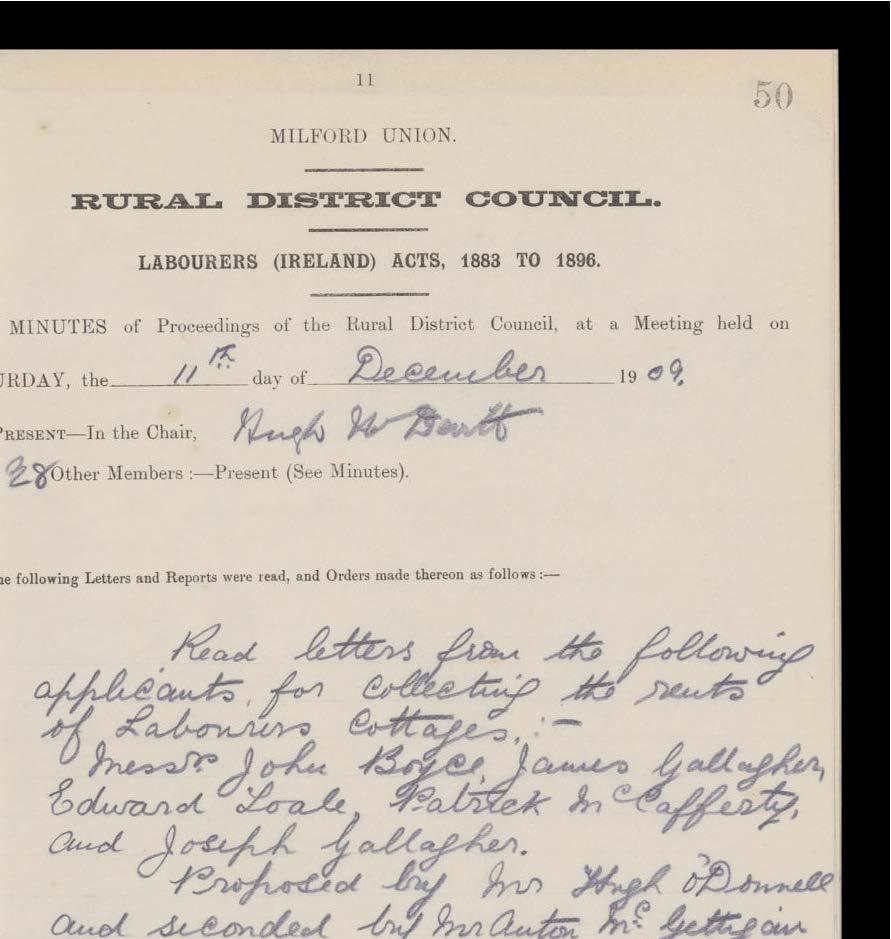 11
50
MILFORD UNION.
RURAL DISTRICT COUNCIL.
LABOURERS (IRELAND) ACTS, 1883 TO 1896.
MINUTES of Proceedings of the Rural District Council, at a Meeting held on
URDAY, the 11th day of December 1909.
PRESENT—In the Chair, Hugh
28 Other Members :—Present (See Minutes).
he following Letters and Reports were read, and Orders made thereon as follows :—
Read letters from the following
applicants, for collecting the rents
of Labourers Cottages, :—
Messrs John Boyce, James Gallagher,
Edward Patrick McCafferty,
and Joseph Gallagher.
Proposed by Mr Hugh O'Donnell
and seconded by Mr Anton McGettigan